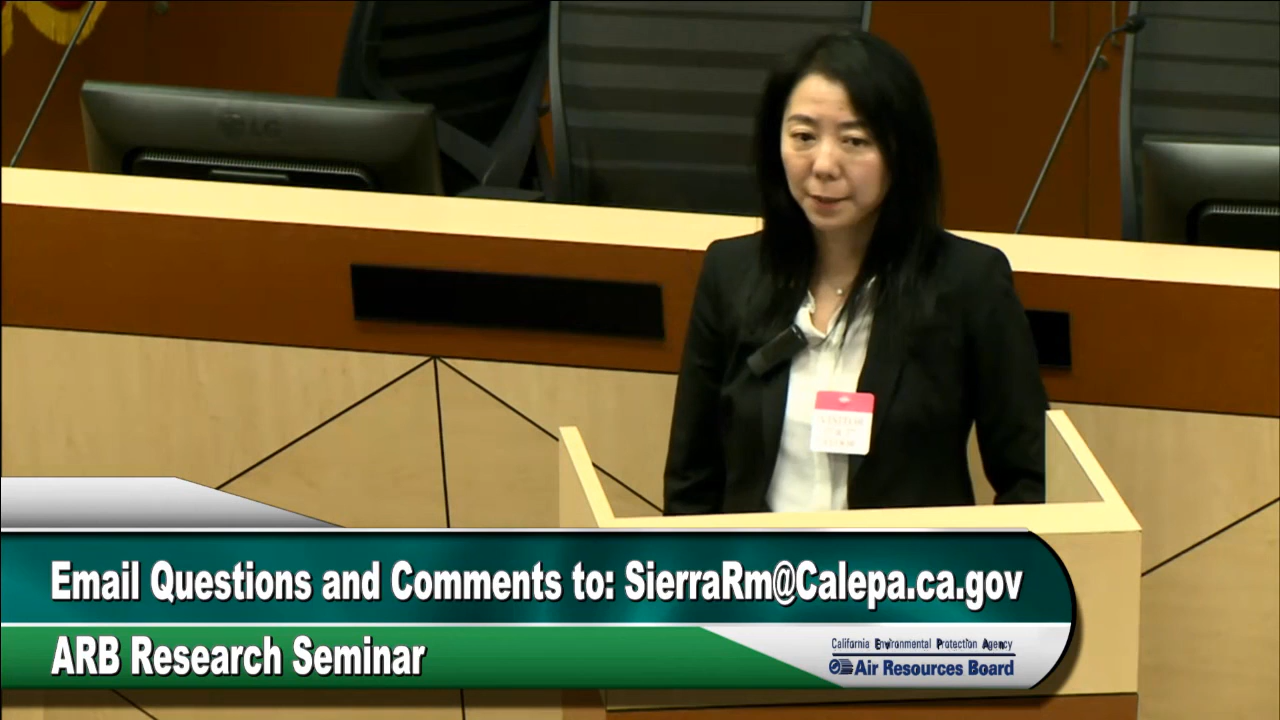 LG
VISITOR
Email Questions and Comments to: SierraRm@Calepa.ca.gov
ARB Research Seminar
California Environmental Protection Agency
Air Resources Board